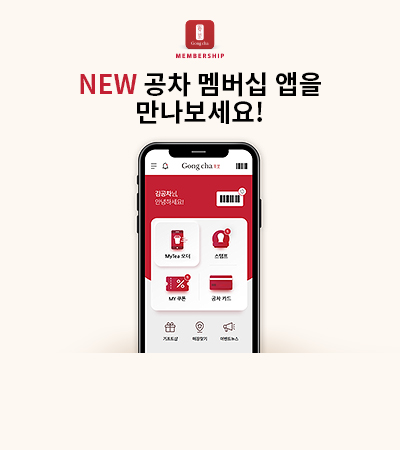 Gong cha
MEMBERSHIP
NEW 공차 멤버십 앱을
만나보세요!
Gong cha
김공차님,
안녕하세요!
MyTea 오더
스탬프
MY 쿠폰
공차 카드
기프트샵
매장찾기
이벤트뉴스